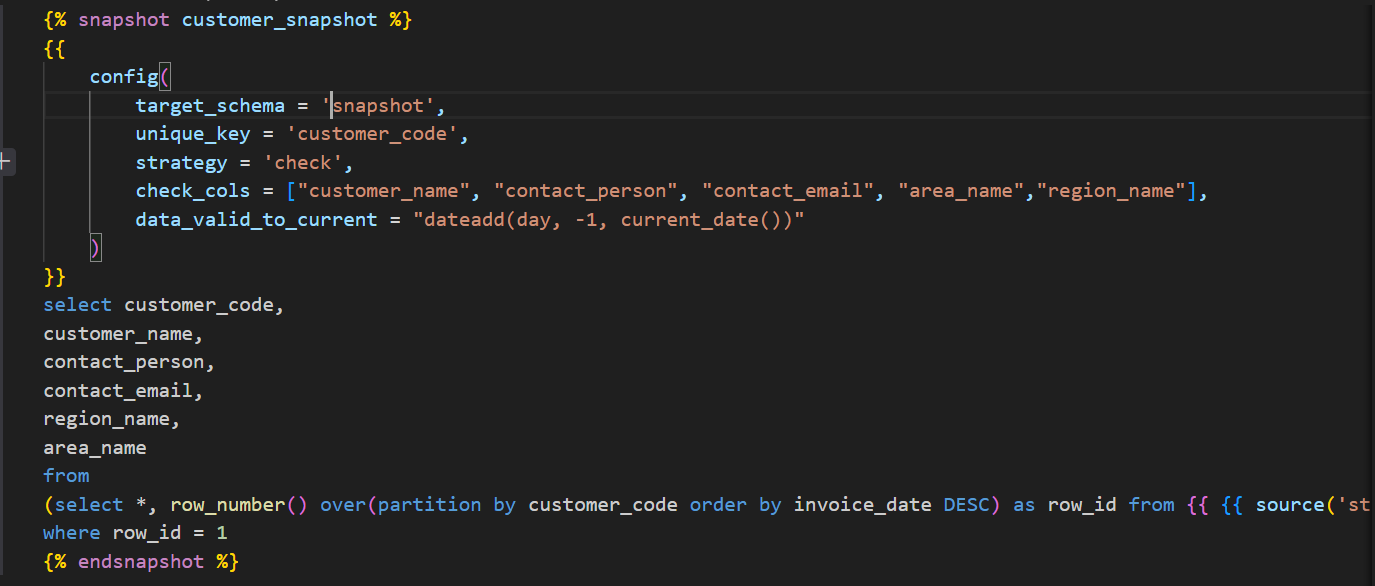 {% snapshot customer_snapshot %}
{{
config(
target_schema = 'snapshot',
unique_key = 'customer_code',
strategy = 'check',
check_cols = ["customer_name", "contact_person", "contact_email", "area_name","region_name"],
data_valid_to_current = "dateadd(day, -1, current_date())"
)
}}
select customer_code,
customer_name,
contact_person,
contact_email,
region_name,
area_name
from
(select *, row_number() over(partition by customer_code order by invoice_date DESC) as row_id from {{ {{ source('st
where row_id = 1
{% endsnapshot %}